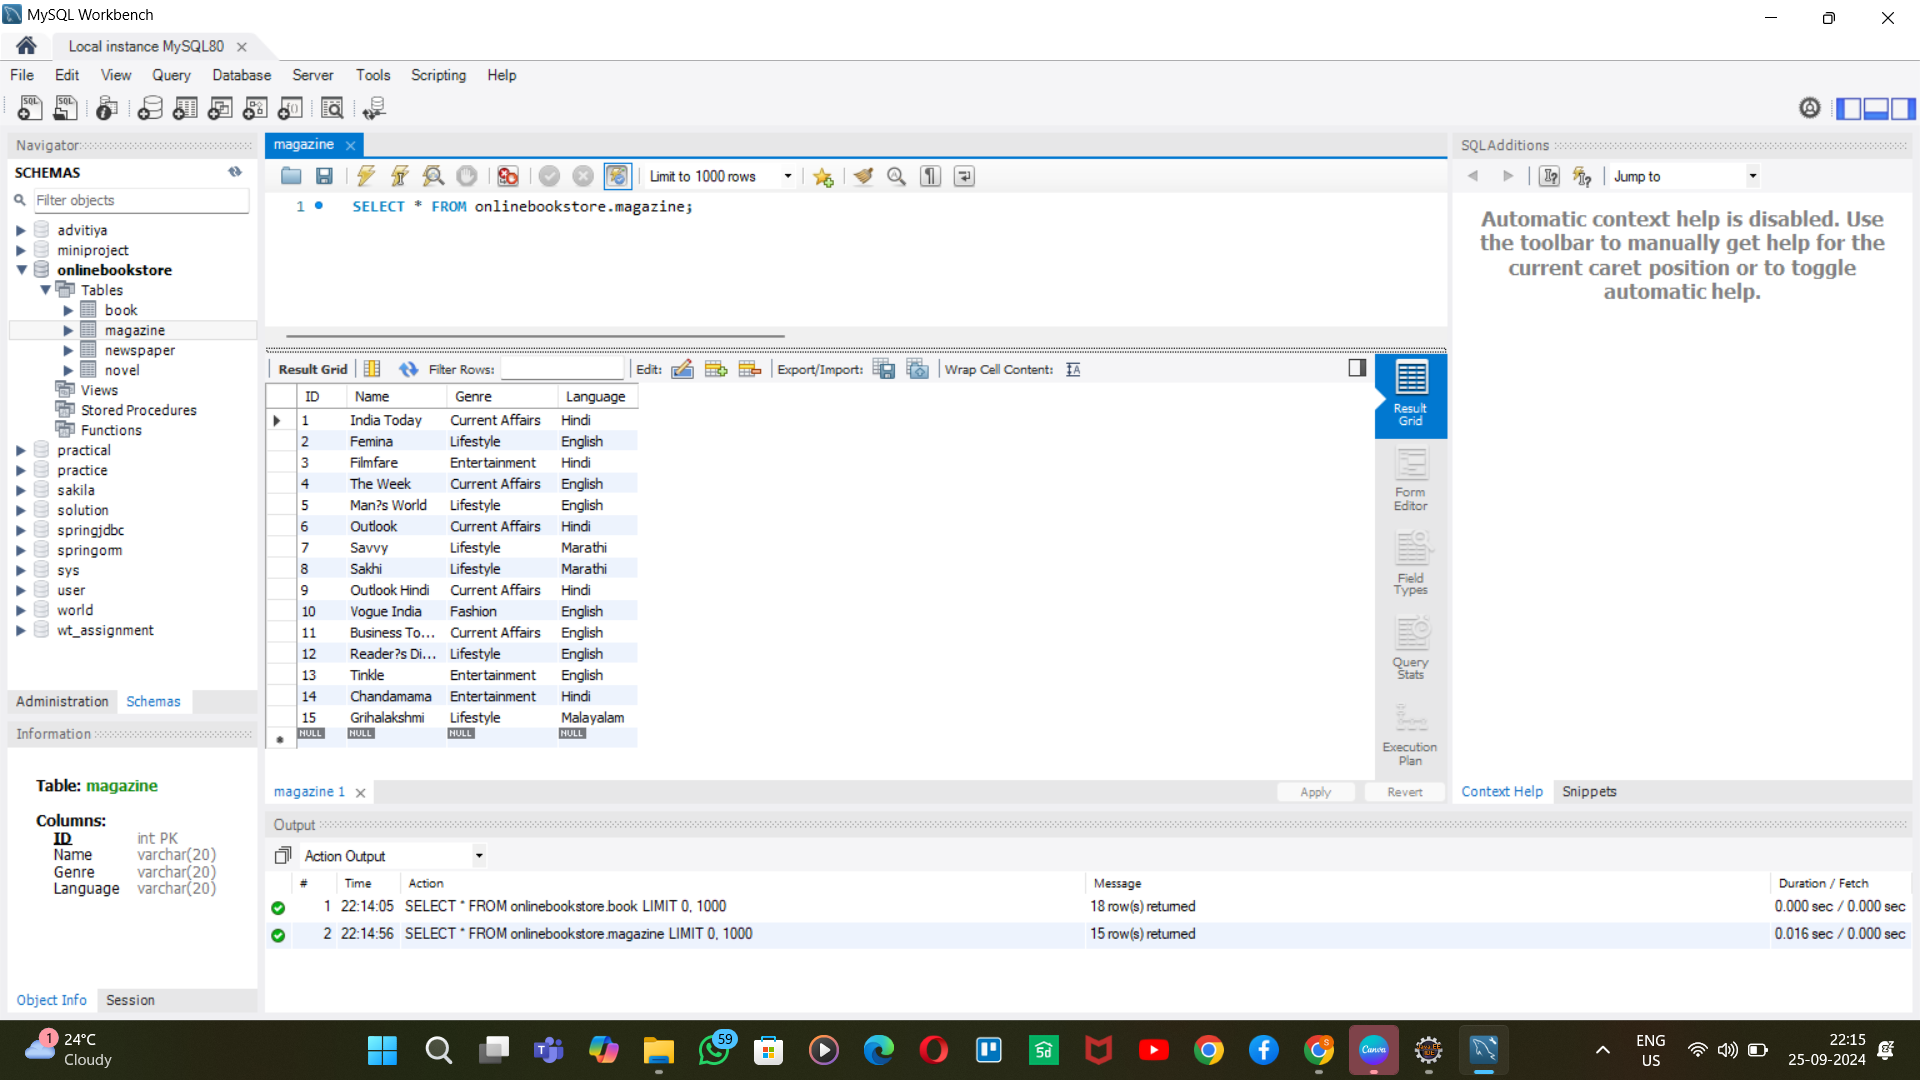 MySQL Workbench
Local instance MySQL80
File Edit View Query Database Server Tools Scripting Help
Navigator
SCHEMAS
Filter objects
advitiya
miniproject
onlinebookstore
Tables
book
magazine
newspaper
novel
Views
Stored Procedures
Functions
practical
practice
sakila
solution
springjdbc
springorm
sys
user
world
wt_assignment
Administration Schemas
Information
Table: magazine
Columns:
ID int PK
Name varchar(20)
Genre varchar(20)
Language varchar(20)
Object Info Session
magazine
Limit to 1000 rows
1 SELECT * FROM onlinebookstore.magazine;
Result Grid Filter Rows: Edit: Export/Import: Wrap Cell Content:
ID Name Genre Language
1 India Today Current Affairs Hindi
2 Femina Lifestyle English
3 Filmfare Entertainment Hindi
4 The Week Current Affairs English
5 Man?s World Lifestyle English
6 Outlook Current Affairs Hindi
7 Savvy Lifestyle Marathi
8 Sakhi Lifestyle Marathi
9 Outlook Hindi Current Affairs Hindi
10 Vogue India Fashion English
11 Business To... Current Affairs English
12 Reader?s Di... Lifestyle English
13 Tinkle Entertainment English
14 Chandamama Entertainment Hindi
15 Grihalakshmi Lifestyle Malayalam
NULL NULL NULL NULL
Result
Grid
Form
Editor
Field
Types
Query
Stats
Execution
Plan
magazine 1
Apply Revert
SQLAdditions
Jump to
Automatic context help is disabled. Use
the toolbar to manually get help for the
current caret position or to toggle
automatic help.
Context Help Snippets
Output
Action Output
# Time Action Message Duration / Fetch
1 22:14:05 SELECT * FROM onlinebookstore.book LIMIT 0, 1000 18 row(s) returned 0.000 sec / 0.000 sec
2 22:14:56 SELECT * FROM onlinebookstore.magazine LIMIT 0, 1000 15 row(s) returned 0.016 sec / 0.000 sec
1
24°C
Cloudy
59
Canva
ENG
US
22:15
25-09-2024